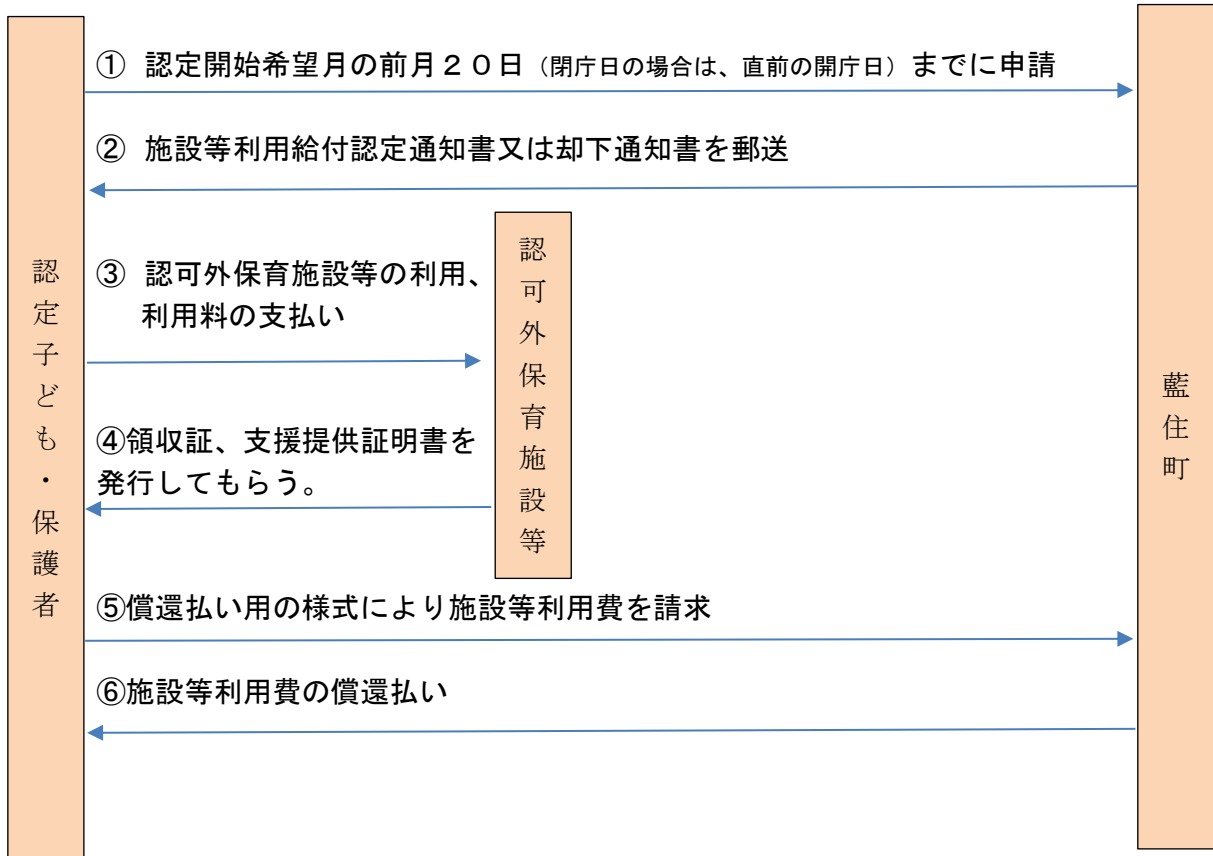 ① 認定開始希望月の前月２０日（閉庁日の場合は、直前の開庁日）までに申請
② 施設等利用給付認定通知書又は却下通知書を郵送
認定子ども・保護者
③ 認可外保育施設等の利用、
利用料の支払い
認可外保育施設等
藍住町
④領収証、支援提供証明書を
発行してもらう。
⑤償還払い用の様式により施設等利用費を請求
⑥施設等利用費の償還払い